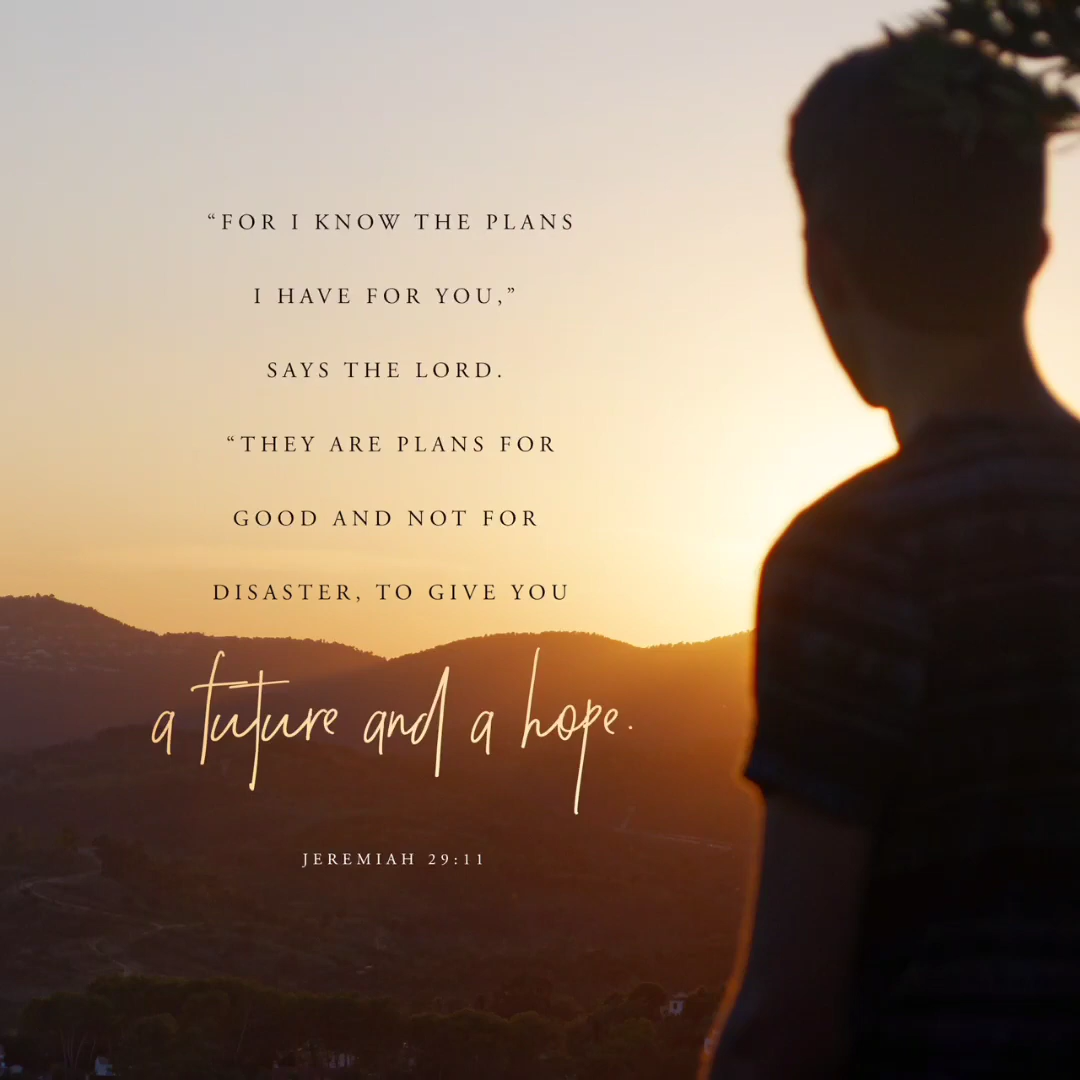 “FOR I KNOW THE PLANS
I HAVE FOR YOU,”
SAYS THE LORD.
“THEY ARE PLANS FOR
GOOD AND NOT FOR
DISASTER, TO GIVE YOU
a future and a hope.
JEREMIAH 29:11